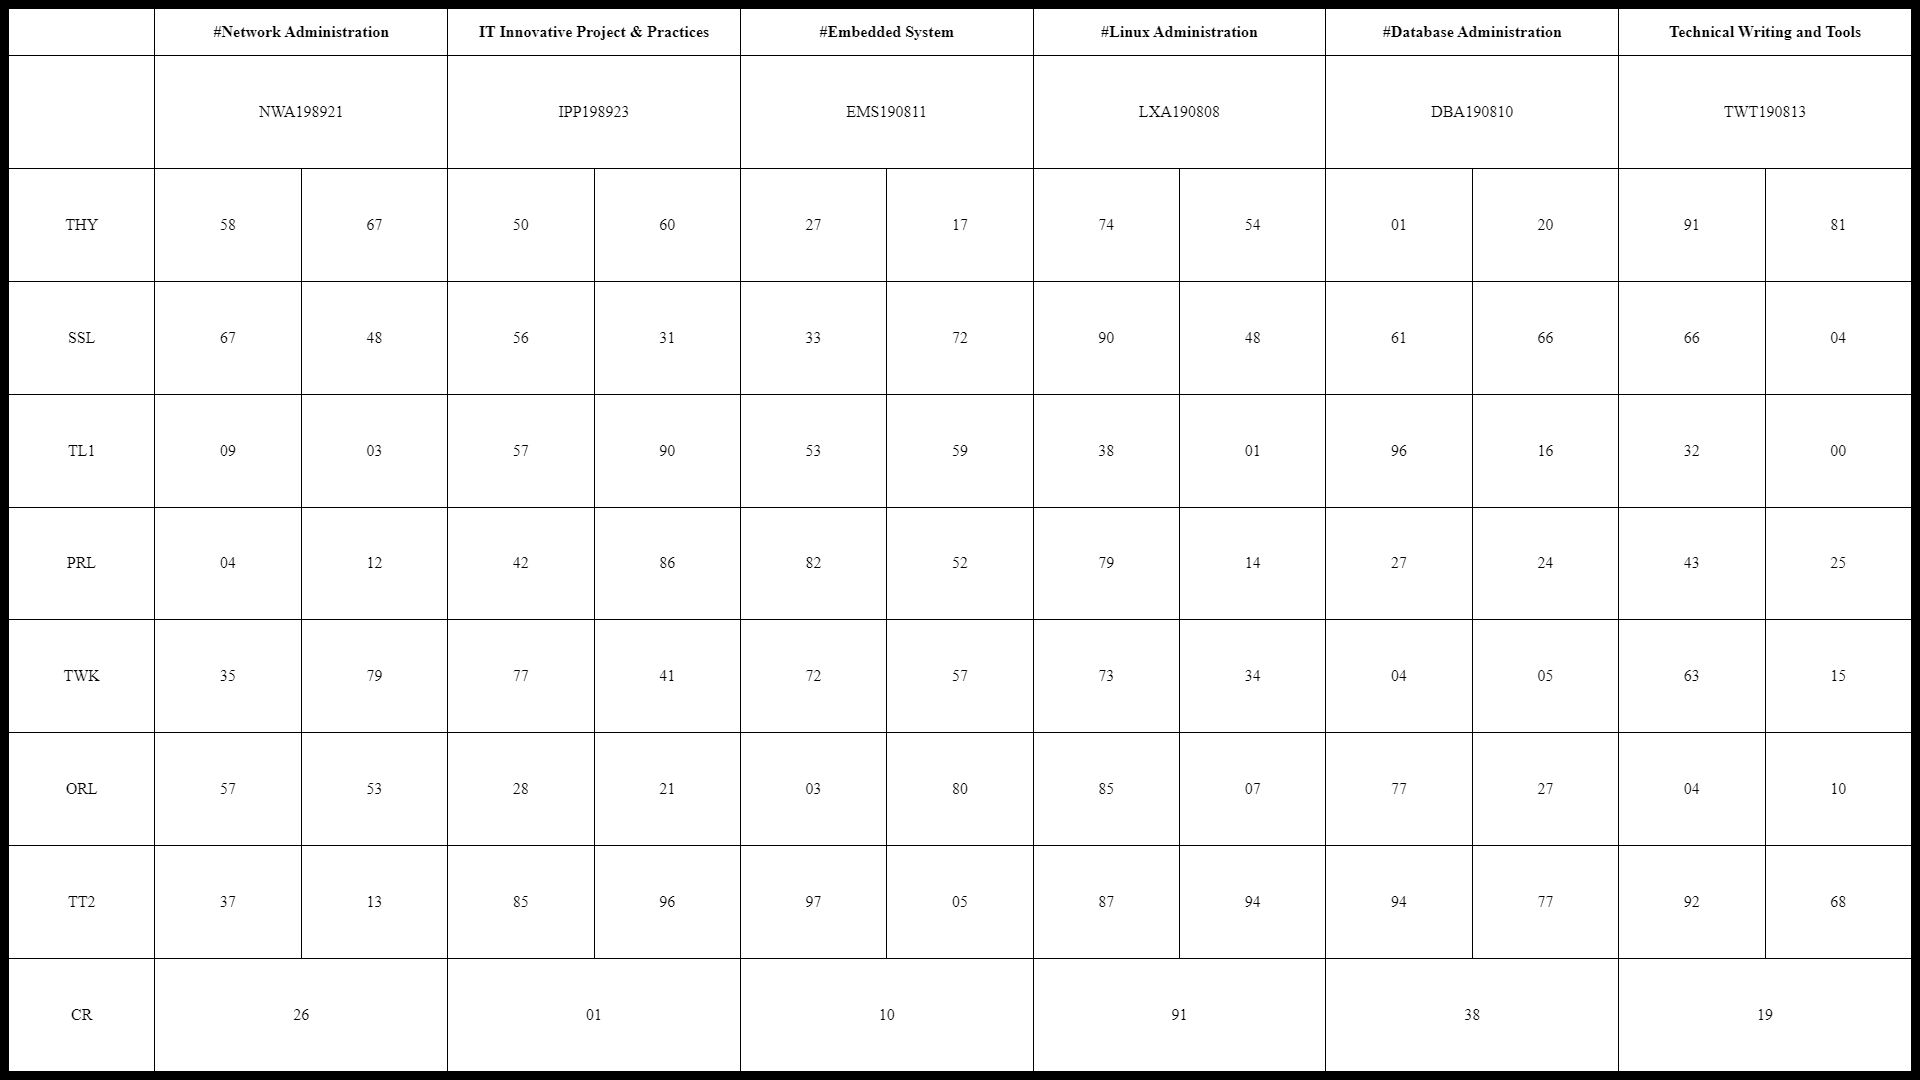 #Network Administration IT Innovative Project & Practices #Embedded System #Linux Administration #Database Administration Technical Writing and Tools
NWA198921 IPP198923 EMS190811 LXA190808 DBA190810 TWT190813
THY 58 67 50 60 27 17 74 54 01 20 91 81
SSL 67 48 56 31 33 72 90 48 61 66 66 04
TL1 09 03 57 90 53 59 38 01 96 16 32 00
PRL 04 12 42 86 82 52 79 14 27 24 43 25
TWK 35 79 77 41 72 57 73 34 04 05 63 15
ORL 57 53 28 21 03 80 85 07 77 27 04 10
TT2 37 13 85 96 97 05 87 94 94 77 92 68
CR 26 01 10 91 38 19